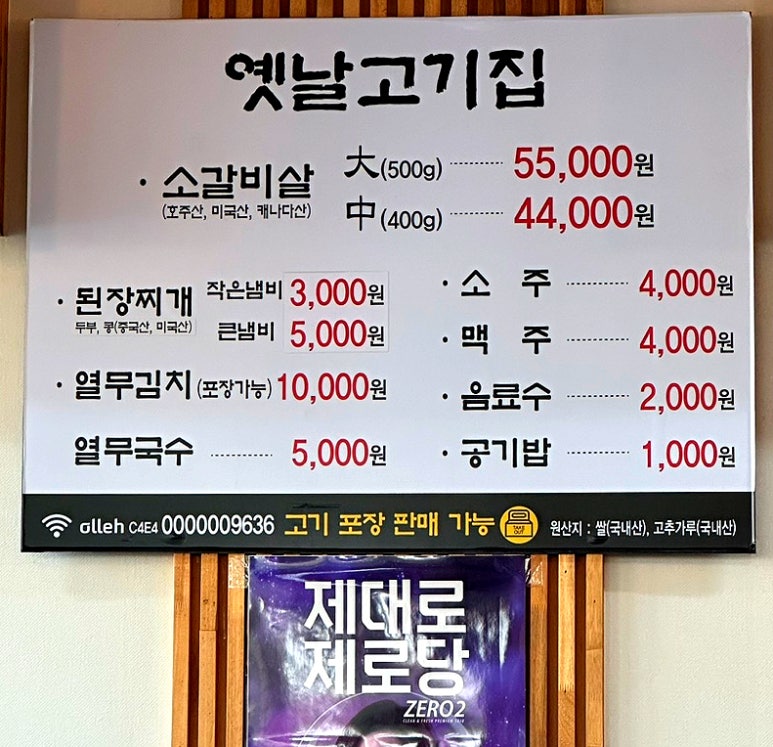 옛날고기집
· 소갈비살 大(500g) ········ 55,000원
(호주산, 미국산, 캐나다산) 中(400g) ········ 44,000원
· 된장찌개 작은냄비 3,000원
두부, 콩(중국산, 미국산) 큰냄비 5,000원
· 열무김치(포장가능) 10,000원
열무국수 ········ 5,000원
· 소 주 ········ 4,000원
· 맥 주 ········ 4,000원
· 음료수 ········ 2,000원
· 공기밥 ········ 1,000원
olleh C4E4 0000009636 고기 포장 판매 가능 TAKE OUT 원산지 : 쌀(국내산), 고추가루(국내산)
제대로
제로당
ZERO2
CLEAN & FRESH PREMIUM